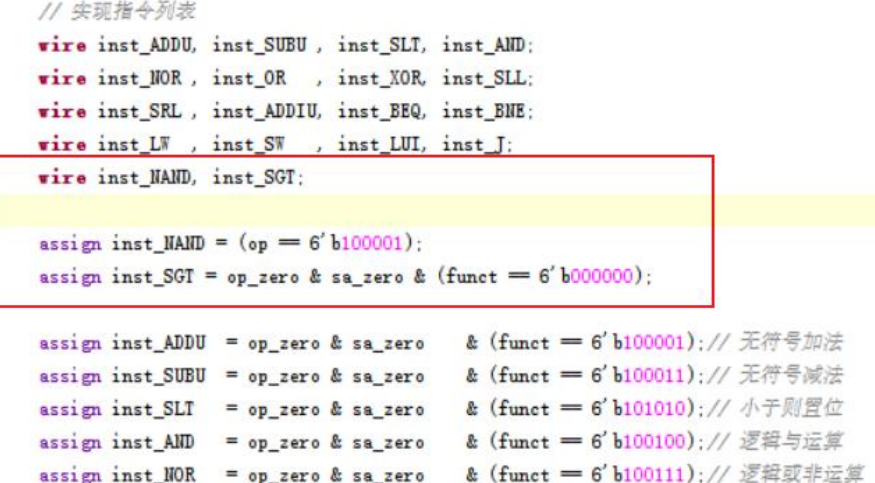 // 实现指令列表
wire inst_ADDU, inst_SUBU , inst_SLT, inst_AND;
wire inst_NOR , inst_OR   , inst_XOR, inst_SLL;
wire inst_SRL , inst_ADDIU, inst_BEQ, inst_BNE;
wire inst_LW  , inst_SW   , inst_LUI, inst_J;
wire inst_NAND, inst_SGT;
assign inst_NAND = (op == 6'b100001);
assign inst_SGT = op_zero & sa_zero & (funct == 6'b000000);
assign inst_ADDU  = op_zero & sa_zero    & (funct == 6'b100001);// 无符号加法
assign inst_SUBU  = op_zero & sa_zero    & (funct == 6'b100011);// 无符号减法
assign inst_SLT   = op_zero & sa_zero    & (funct == 6'b101010);// 小于则置位
assign inst_AND   = op_zero & sa_zero    & (funct == 6'b100100);// 逻辑与运算
assign inst_NOR   = op_zero & sa_zero    & (funct == 6'b100111);// 逻辑或非运算